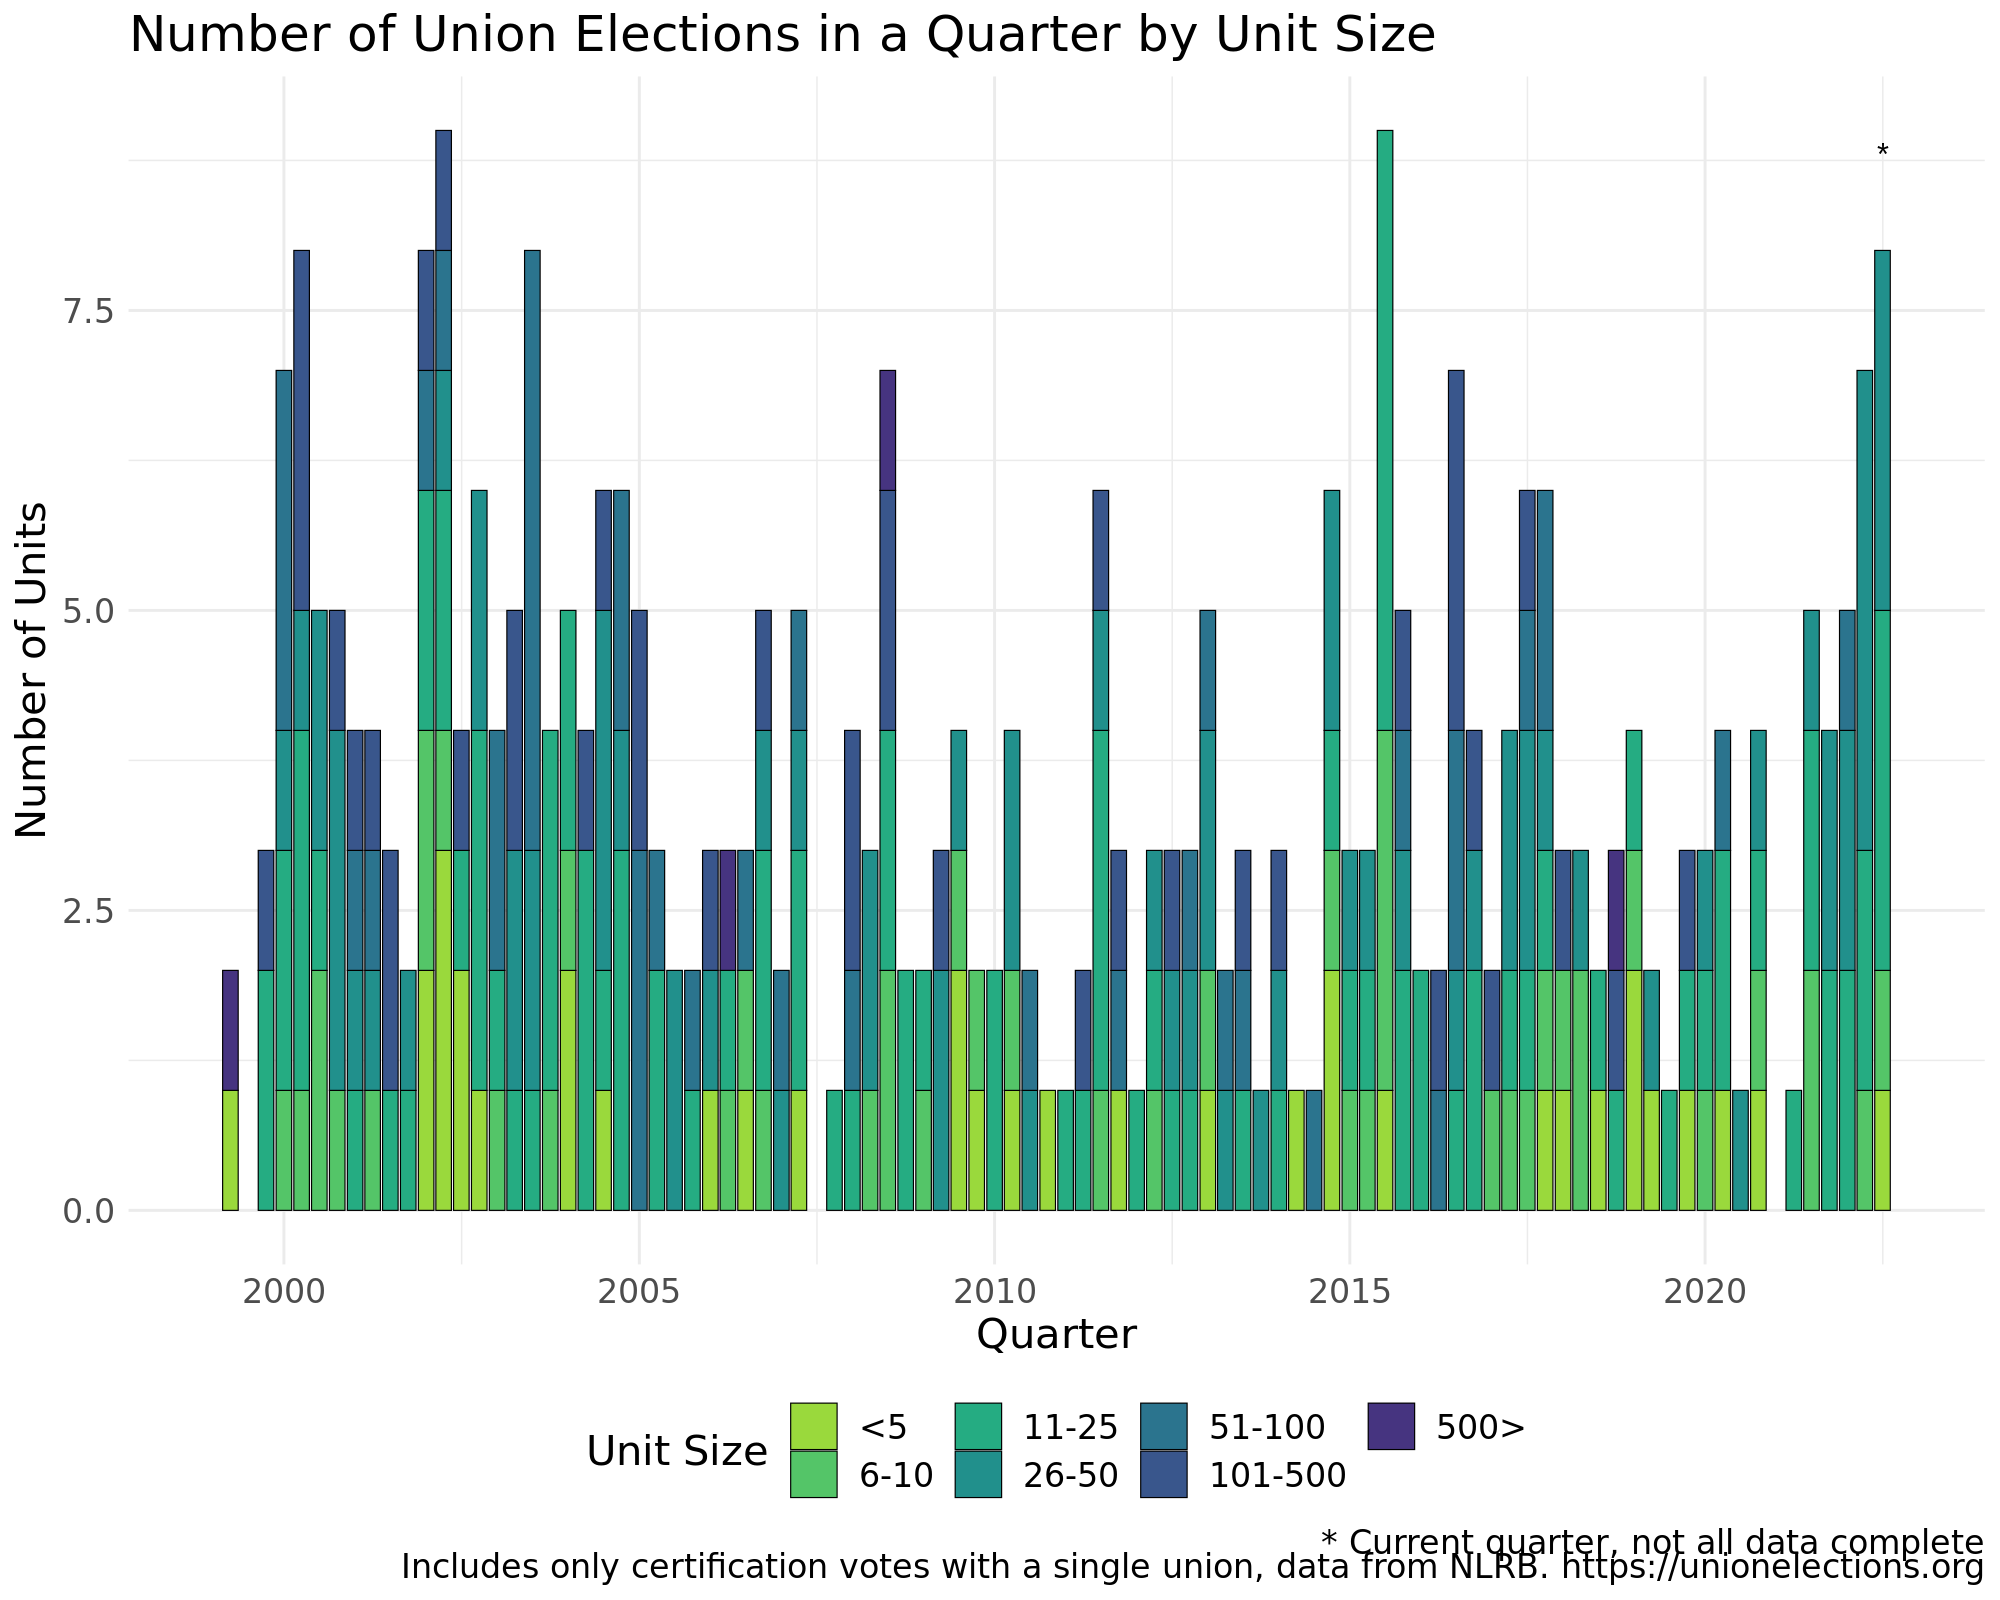 Number of Union Elections in a Quarter by Unit Size
*
7.5
5.0
2.5
0.0
Number of Units
2000 2005 2010 2015 2020
Quarter
Unit Size
<5 11-25 51-100 500>
6-10 26-50 101-500
* Current quarter, not all data complete
Includes only certification votes with a single union, data from NLRB. https://unionelections.org